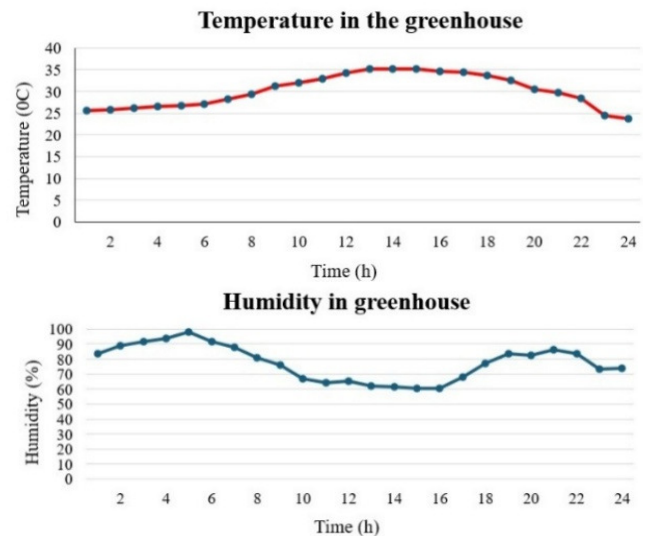 Temperature in the greenhouse
Temperature (0C)
40
35
30
25
20
15
10
5
0
2 4 6 8 10 12 14 16 18 20 22 24
Time (h)
Humidity in greenhouse
Humidity (%)
100
90
80
70
60
50
40
30
20
10
0
2 4 6 8 10 12 14 16 18 20 22 24
Time (h)